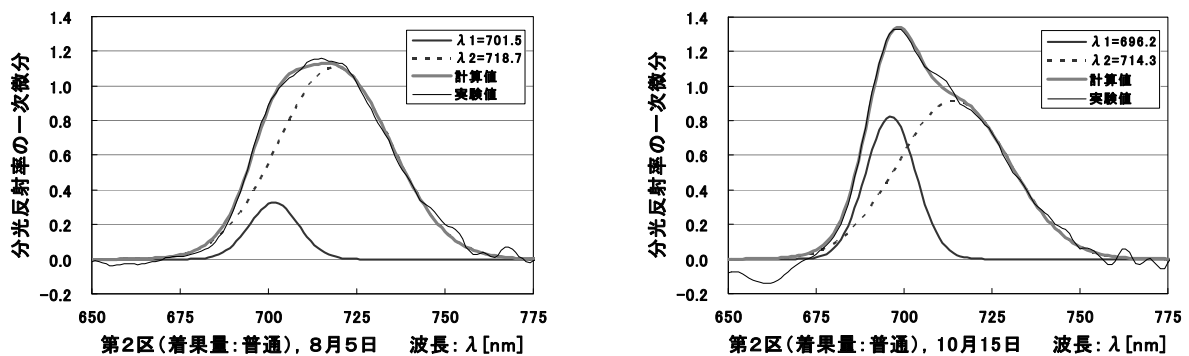 分光反射率の一次微分
1.4
1.2
1.0
0.8
0.6
0.4
0.2
0.0
-0.2
λ1=701.5
λ2=718.7
計算値
実験値
650 675 700 725 750 775
第2区(着果量:普通),8月5日 波長:λ[nm]
分光反射率の一次微分
1.4
1.2
1.0
0.8
0.6
0.4
0.2
0.0
-0.2
λ1=696.2
λ2=714.3
計算値
実験値
650 675 700 725 750 775
第2区(着果量:普通),10月15日 波長:λ[nm]